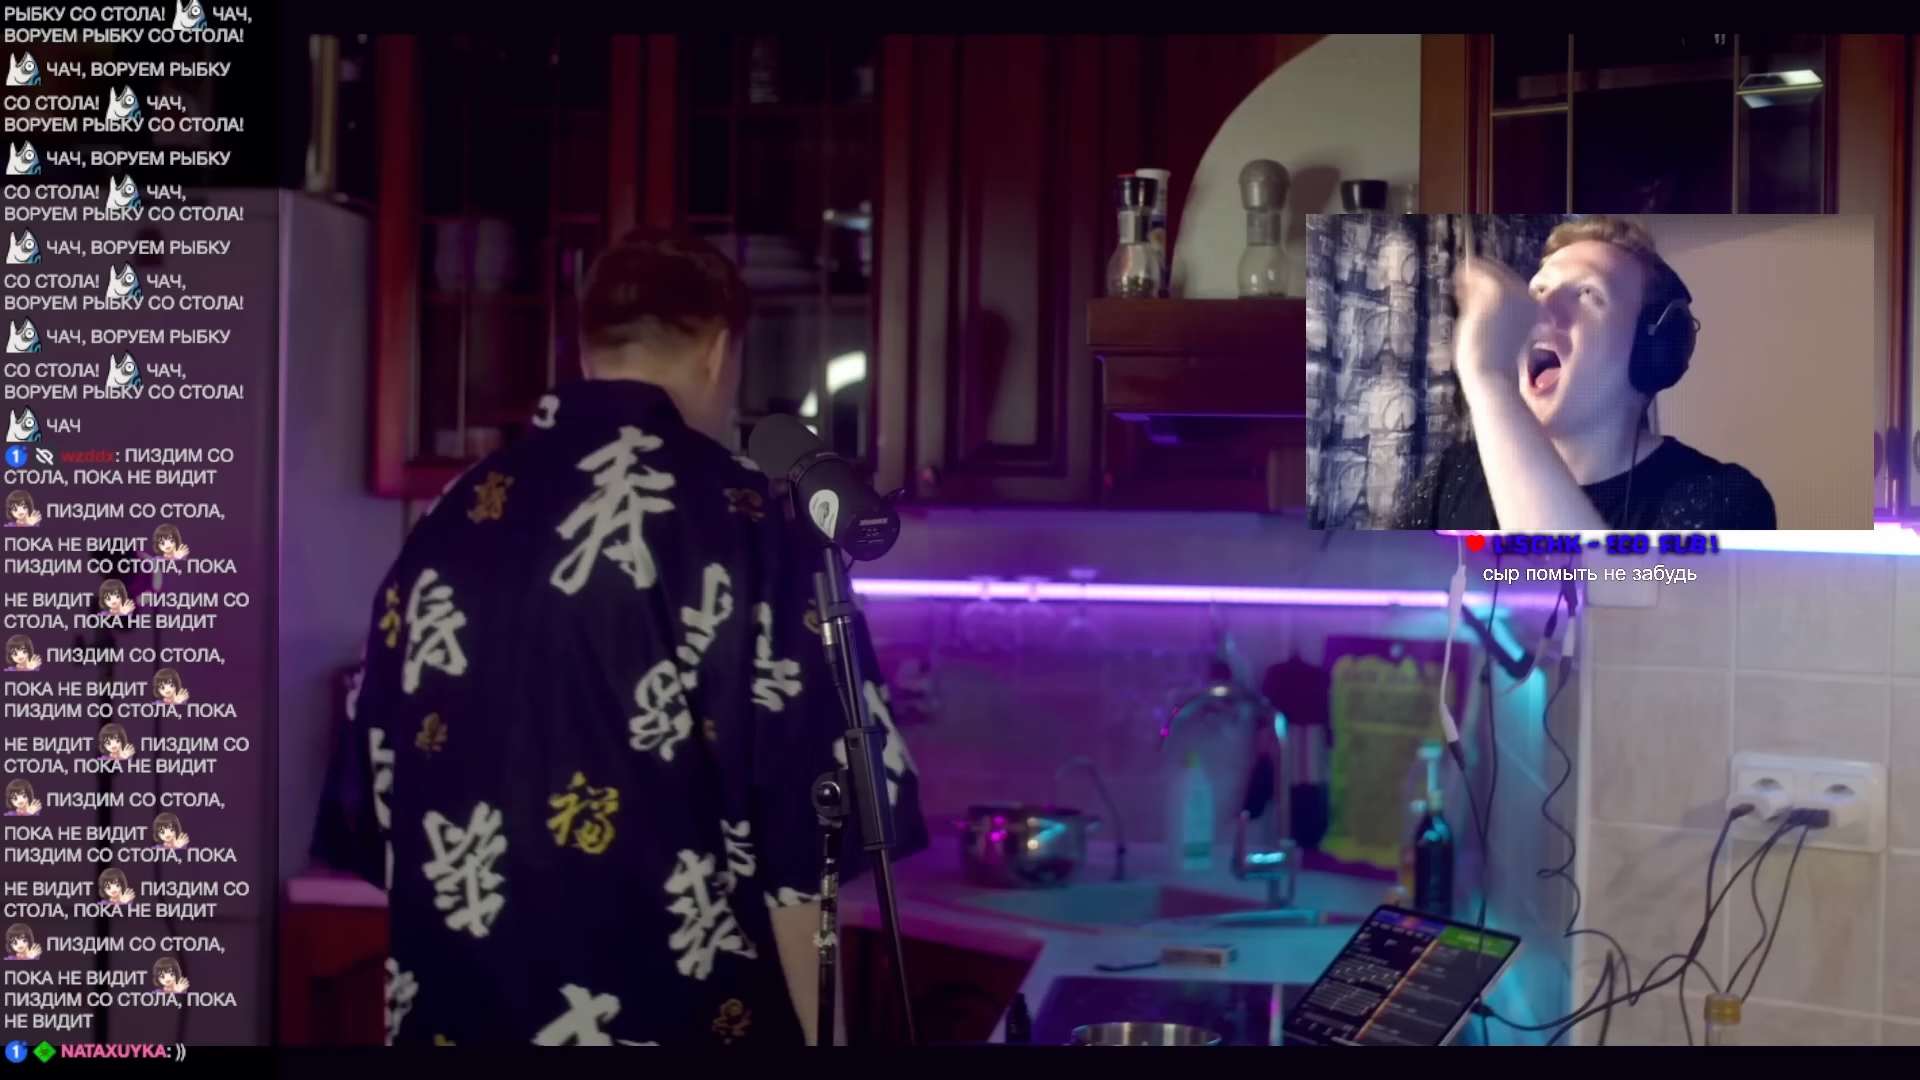 РЫБКУ СО СТОЛА! ЧАЧ,
ВОРУЕМ РЫБКУ СО СТОЛА!
ЧАЧ, ВОРУЕМ РЫБКУ
СО СТОЛА! ЧАЧ,
ВОРУЕМ РЫБКУ СО СТОЛА!
ЧАЧ, ВОРУЕМ РЫБКУ
СО СТОЛА! ЧАЧ,
ВОРУЕМ РЫБКУ СО СТОЛА!
ЧАЧ, ВОРУЕМ РЫБКУ
СО СТОЛА! ЧАЧ,
ВОРУЕМ РЫБКУ СО СТОЛА!
ЧАЧ, ВОРУЕМ РЫБКУ
СО СТОЛА! ЧАЧ,
ВОРУЕМ РЫБКУ СО СТОЛА!
ЧАЧ
1 wzddx: ПИЗДИМ СО
СТОЛА, ПОКА НЕ ВИДИТ
ПИЗДИМ СО СТОЛА,
ПОКА НЕ ВИДИТ
ПИЗДИМ СО СТОЛА, ПОКА
НЕ ВИДИТ ПИЗДИМ СО
СТОЛА, ПОКА НЕ ВИДИТ
ПИЗДИМ СО СТОЛА,
ПОКА НЕ ВИДИТ
ПИЗДИМ СО СТОЛА, ПОКА
НЕ ВИДИТ ПИЗДИМ СО
СТОЛА, ПОКА НЕ ВИДИТ
ПИЗДИМ СО СТОЛА,
ПОКА НЕ ВИДИТ
ПИЗДИМ СО СТОЛА, ПОКА
НЕ ВИДИТ ПИЗДИМ СО
СТОЛА, ПОКА НЕ ВИДИТ
ПИЗДИМ СО СТОЛА,
ПОКА НЕ ВИДИТ
ПИЗДИМ СО СТОЛА, ПОКА
НЕ ВИДИТ
1 NATAXUYKA: ))
寿
福
сыр помыть не забудь